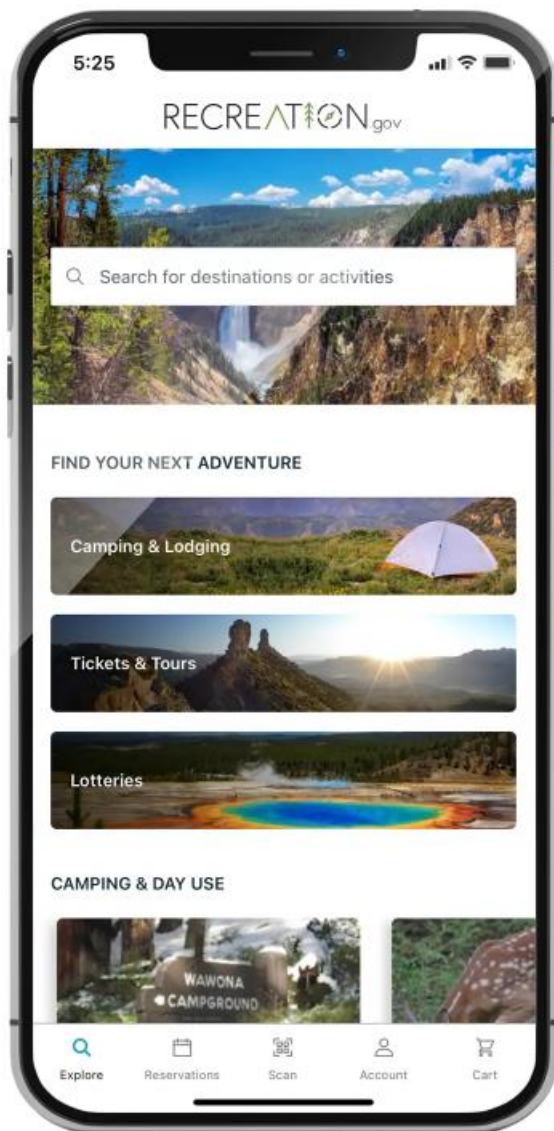 5:25
RECREATION.gov
Search for destinations or activities
FIND YOUR NEXT ADVENTURE
Camping & Lodging
Tickets & Tours
Lotteries
CAMPING & DAY USE
WAWONA
CAMPGROUND
Explore Reservations Scan Account Cart